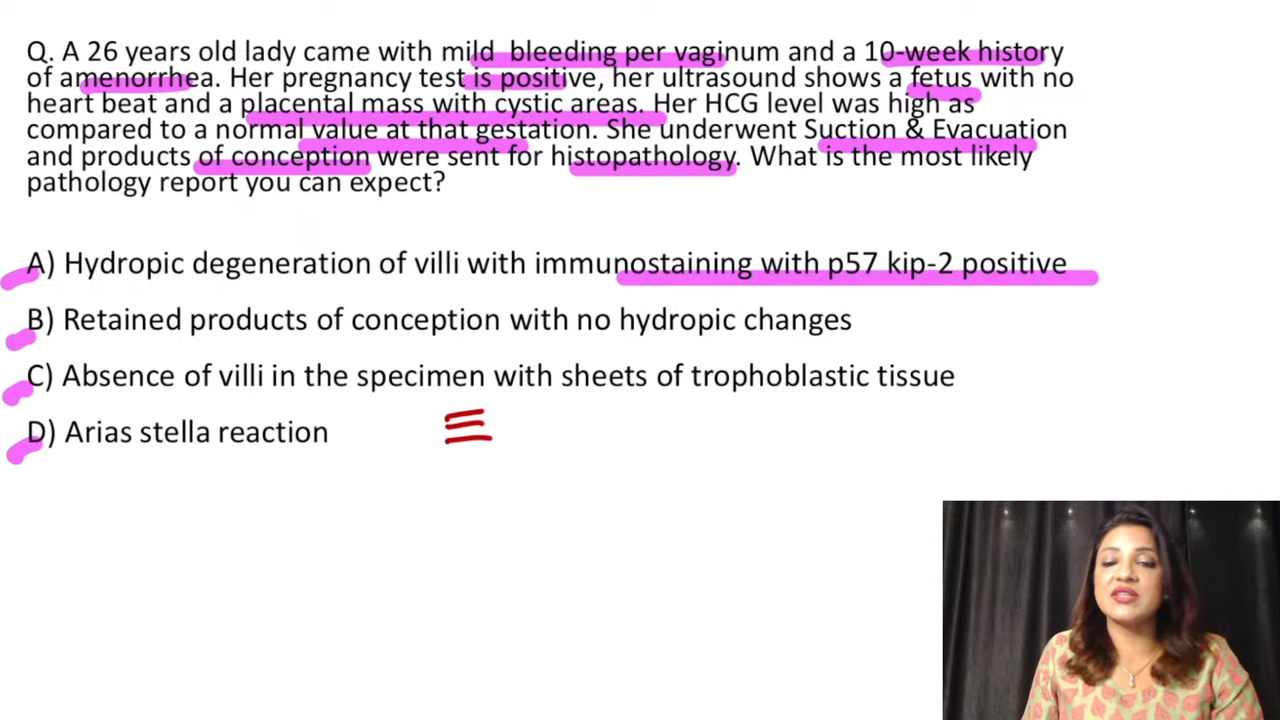 Q. A 26 years old lady came with mild bleeding per vaginum and a 10-week history
of amenorrhea. Her pregnancy test is positive, her ultrasound shows a fetus with no
heart beat and a placental mass with cystic areas. Her HCG level was high as
compared to a normal value at that gestation. She underwent Suction & Evacuation
and products of conception were sent for histopathology. What is the most likely
pathology report you can expect?
A) Hydropic degeneration of villi with immunostaining with p57 kip-2 positive
B) Retained products of conception with no hydropic changes
C) Absence of villi in the specimen with sheets of trophoblastic tissue
D) Arias stella reaction